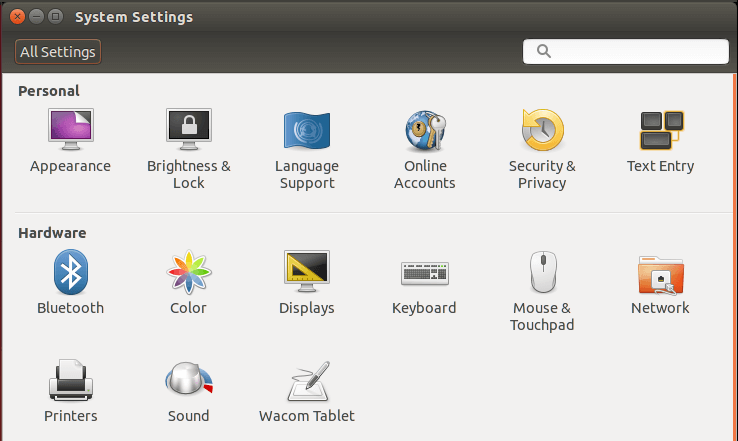 System Settings
All Settings
Personal
Appearance
Brightness &
Lock
Language
Support
Online
Accounts
Security &
Privacy
Text Entry
Hardware
Bluetooth
Color
Displays
Keyboard
Mouse &
Touchpad
Network
Printers
Sound
Wacom Tablet